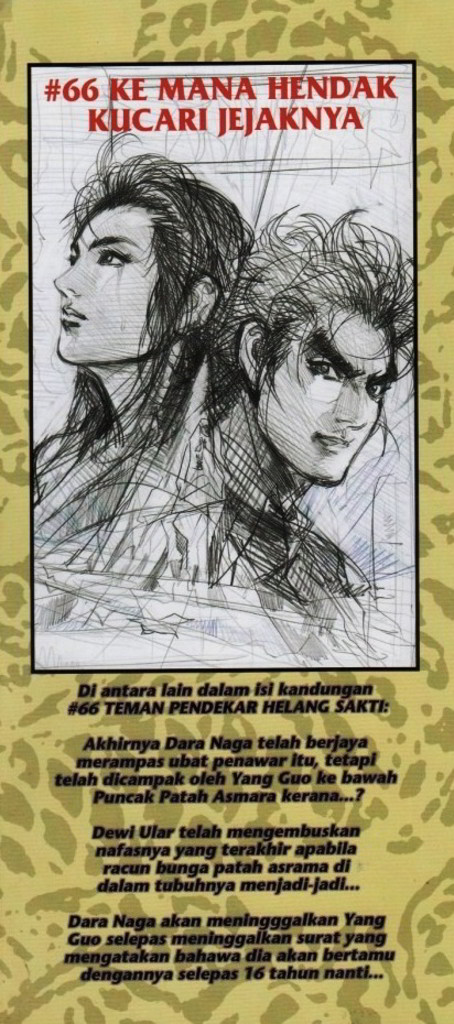 #66 KE MANA HENDAK
KUCARI JEJAKNYA
Di antara lain dalam isi kandungan
#66 TEMAN PENDEKAR HELANG SAKTI:
Akhirnya Dara Naga telah berjaya
merampas ubat penawar itu, tetapi
telah dicampak oleh Yang Guo ke bawah
Puncak Patah Asmara kerana...?
Dewi Ular telah mengembuskan
nafasnya yang terakhir apabila
racun bunga patah asrama di
dalam tubuhnya menjadi-jadi...
Dara Naga akan meningggalkan Yang
Guo selepas meninggalkan surat yang
mengatakan bahawa dia akan bertamu
dengannya selepas 16 tahun nanti...